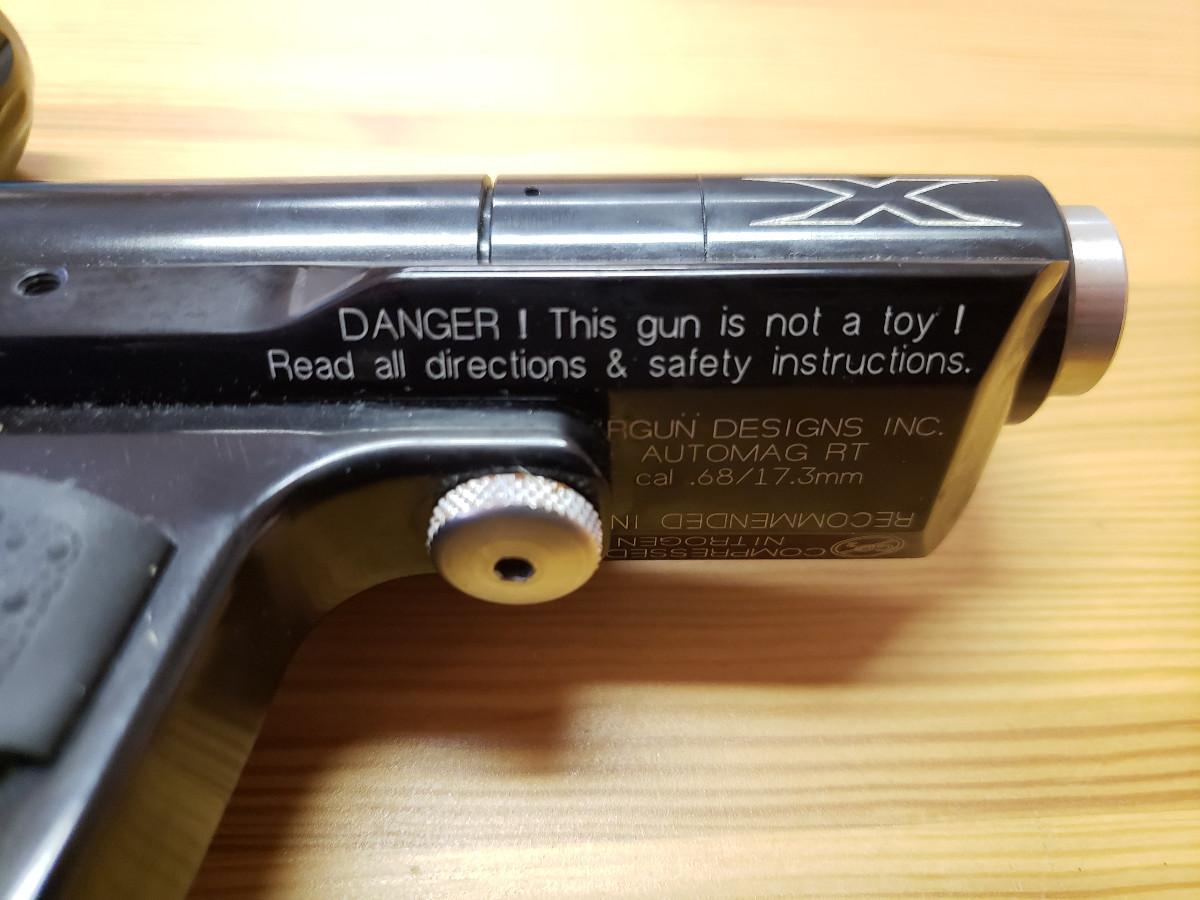 X
DANGER ! This gun is not a toy !
Read all directions & safety instructions.
RGUN DESIGNS INC.
AUTOMAG RT
cal .68/17.3mm
RECOMMENDED IN
COMPRESSED
NITROGEN